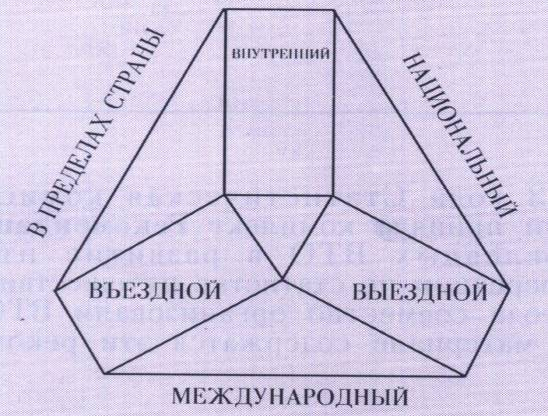 ВНУТРЕННИЙ
В ПРЕДЕЛАХ СТРАНЫ
НАЦИОНАЛЬНЫЙ
ВЪЕЗДНОЙ
ВЫЕЗДНОЙ
МЕЖДУНАРОДНЫЙ